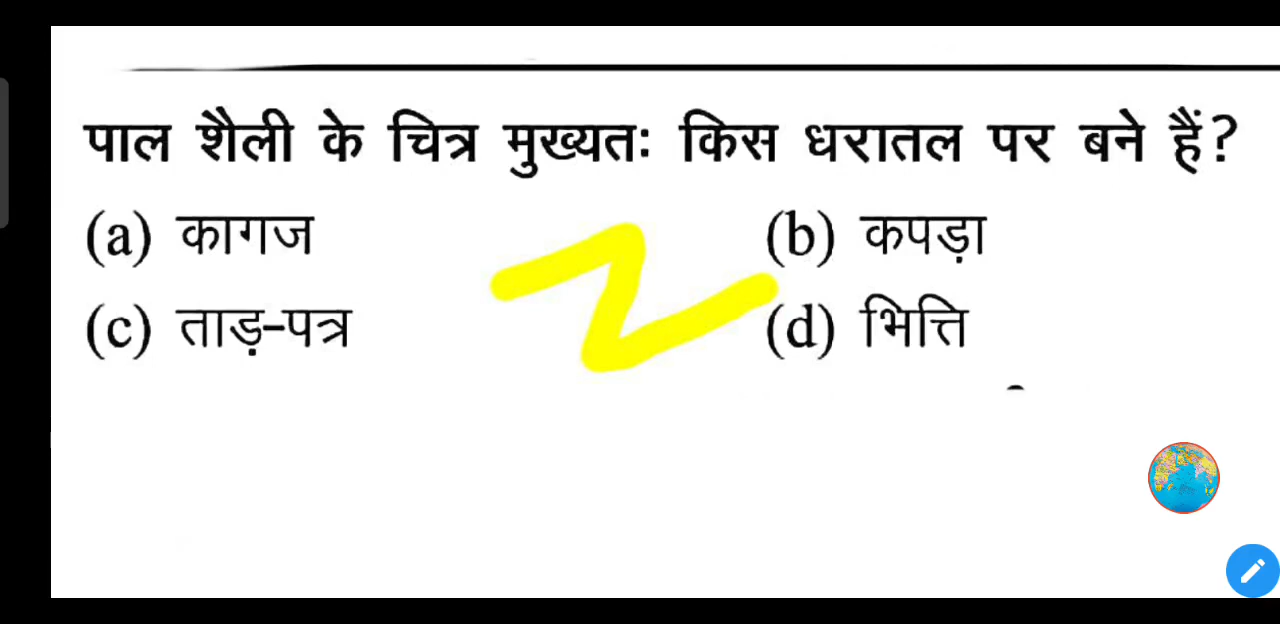 पाल शैली के चित्र मुख्यतः किस धरातल पर बने हैं?
(a) कागज (b) कपड़ा
(c) ताड़-पत्र (d) भित्ति